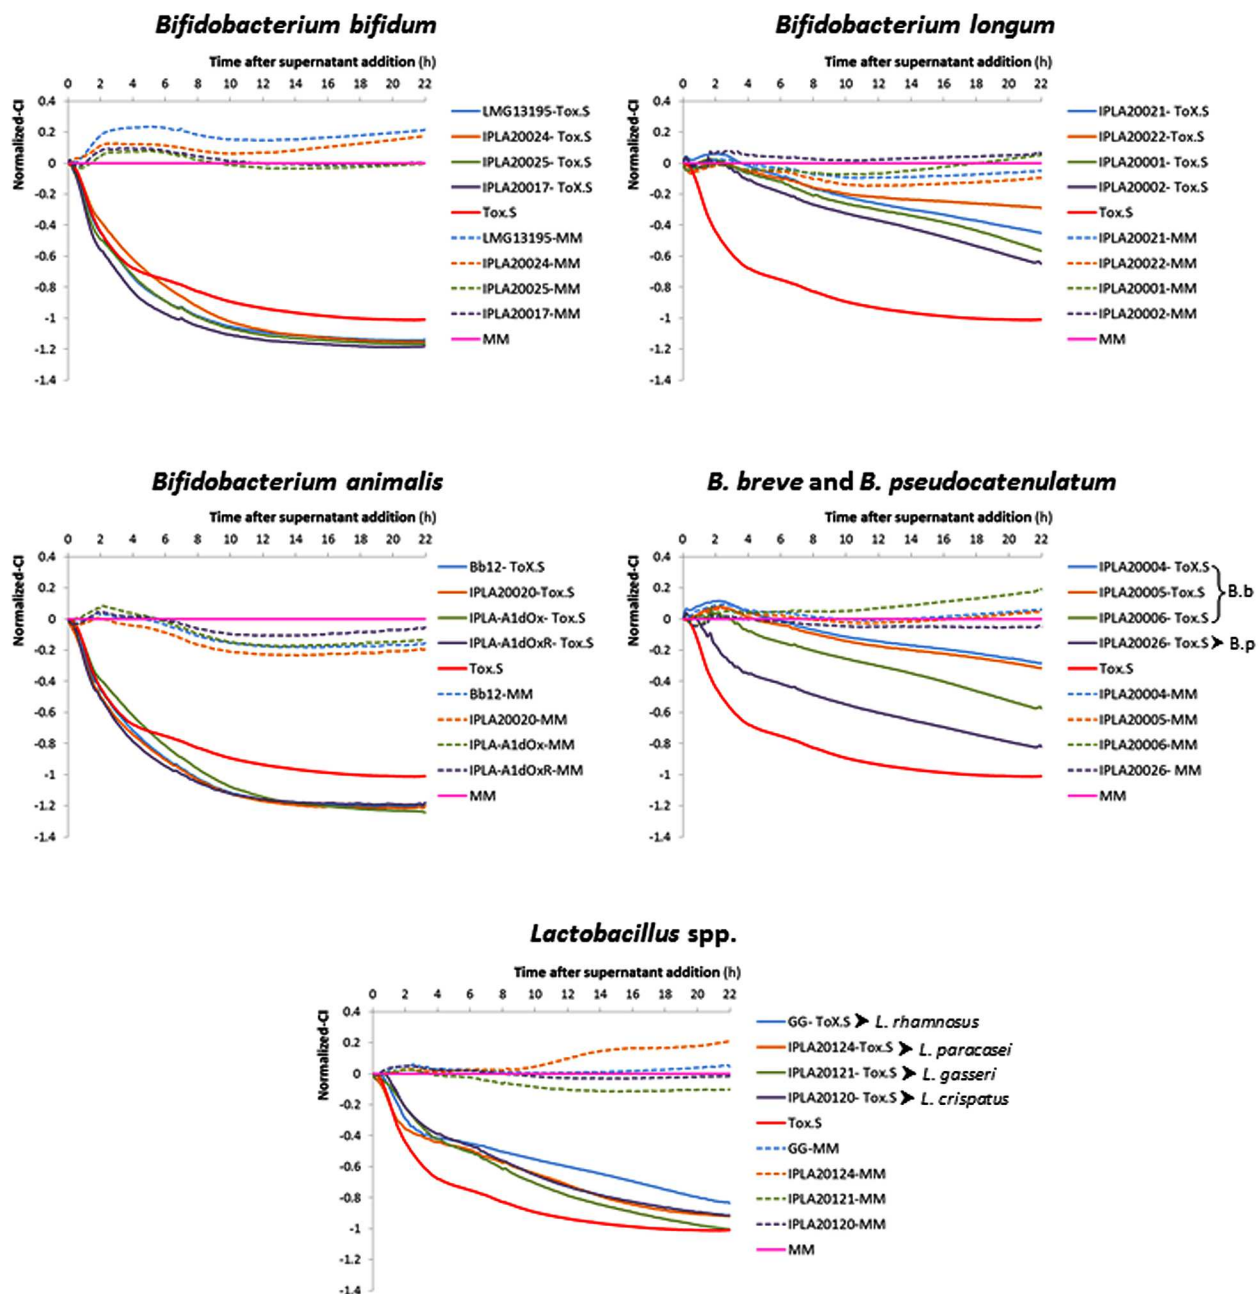 Bifidobacterium bifidum
Time after supernatant addition (h)
0 2 4 6 8 10 12 14 16 18 20 22
Normalized-CI
0.4
0.2
0
-0.2
-0.4
-0.6
-0.8
-1
-1.2
-1.4
LMG13195-Tox.S
IPLA20024- Tox.S
IPLA20025- Tox.S
IPLA20017- ToX.S
Tox.S
LMG13195-MM
IPLA20024-MM
IPLA20025-MM
IPLA20017-MM
MM
Bifidobacterium longum
Time after supernatant addition (h)
0 2 4 6 8 10 12 14 16 18 20 22
Normalized-CI
0.4
0.2
0
-0.2
-0.4
-0.6
-0.8
-1
-1.2
-1.4
IPLA20021- ToX.S
IPLA20022-Tox.S
IPLA20001- Tox.S
IPLA20002- Tox.S
Tox.S
IPLA20021-MM
IPLA20022-MM
IPLA20001-MM
IPLA20002-MM
MM
Bifidobacterium animalis
Time after supernatant addition (h)
0 2 4 6 8 10 12 14 16 18 20 22
Normalized-CI
0.4
0.2
0
-0.2
-0.4
-0.6
-0.8
-1
-1.2
-1.4
Bb12- ToX.S
IPLA20020-Tox.S
IPLA-A1dOx- Tox.S
IPLA-A1dOxR- Tox.S
Tox.S
Bb12-MM
IPLA20020-MM
IPLA-A1dOx-MM
IPLA-A1dOxR-MM
MM
B. breve and B. pseudocatenulatum
Time after supernatant addition (h)
0 2 4 6 8 10 12 14 16 18 20 22
Normalized-CI
0.4
0.2
0
-0.2
-0.4
-0.6
-0.8
-1
-1.2
-1.4
IPLA20004- ToX.S
IPLA20005-Tox.S
IPLA20006- Tox.S
B.b
IPLA20026- Tox.S ➤ B.p
Tox.S
IPLA20004-MM
IPLA20005-MM
IPLA20006-MM
IPLA20026- MM
MM
Lactobacillus spp.
Time after supernatant addition (h)
0 2 4 6 8 10 12 14 16 18 20 22
Normalized-CI
0.4
0.2
0
-0.2
-0.4
-0.6
-0.8
-1
-1.2
-1.4
GG- ToX.S ➤ L. rhamnosus
IPLA20124-Tox.S ➤ L. paracasei
IPLA20121- Tox.S ➤ L. gasseri
IPLA20120- Tox.S ➤ L. crispatus
Tox.S
GG-MM
IPLA20124-MM
IPLA20121-MM
IPLA20120-MM
MM